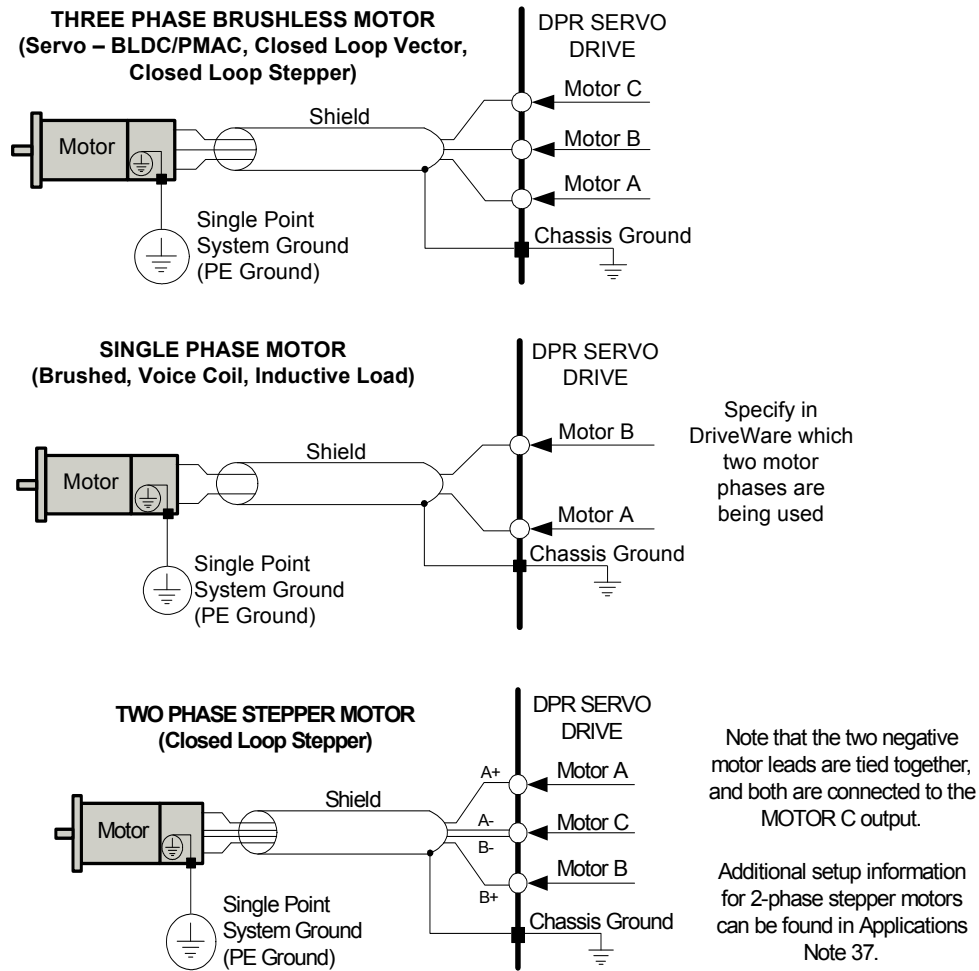 THREE PHASE BRUSHLESS MOTOR
(Servo – BLDC/PMAC, Closed Loop Vector,
Closed Loop Stepper)
DPR SERVO
DRIVE
Motor
Shield
Motor C
Motor B
Motor A
Single Point
System Ground
(PE Ground)
Chassis Ground
SINGLE PHASE MOTOR
(Brushed, Voice Coil, Inductive Load)
DPR SERVO
DRIVE
Motor
Shield
Motor B
Motor A
Single Point
System Ground
(PE Ground)
Chassis Ground
Specify in
DriveWare which
two motor
phases are
being used
TWO PHASE STEPPER MOTOR
(Closed Loop Stepper)
DPR SERVO
DRIVE
Motor
Shield
A+
Motor A
A-
Motor C
B-
Motor B
B+
Single Point
System Ground
(PE Ground)
Chassis Ground
Note that the two negative
motor leads are tied together,
and both are connected to the
MOTOR C output.
Additional setup information
for 2-phase stepper motors
can be found in Applications
Note 37.